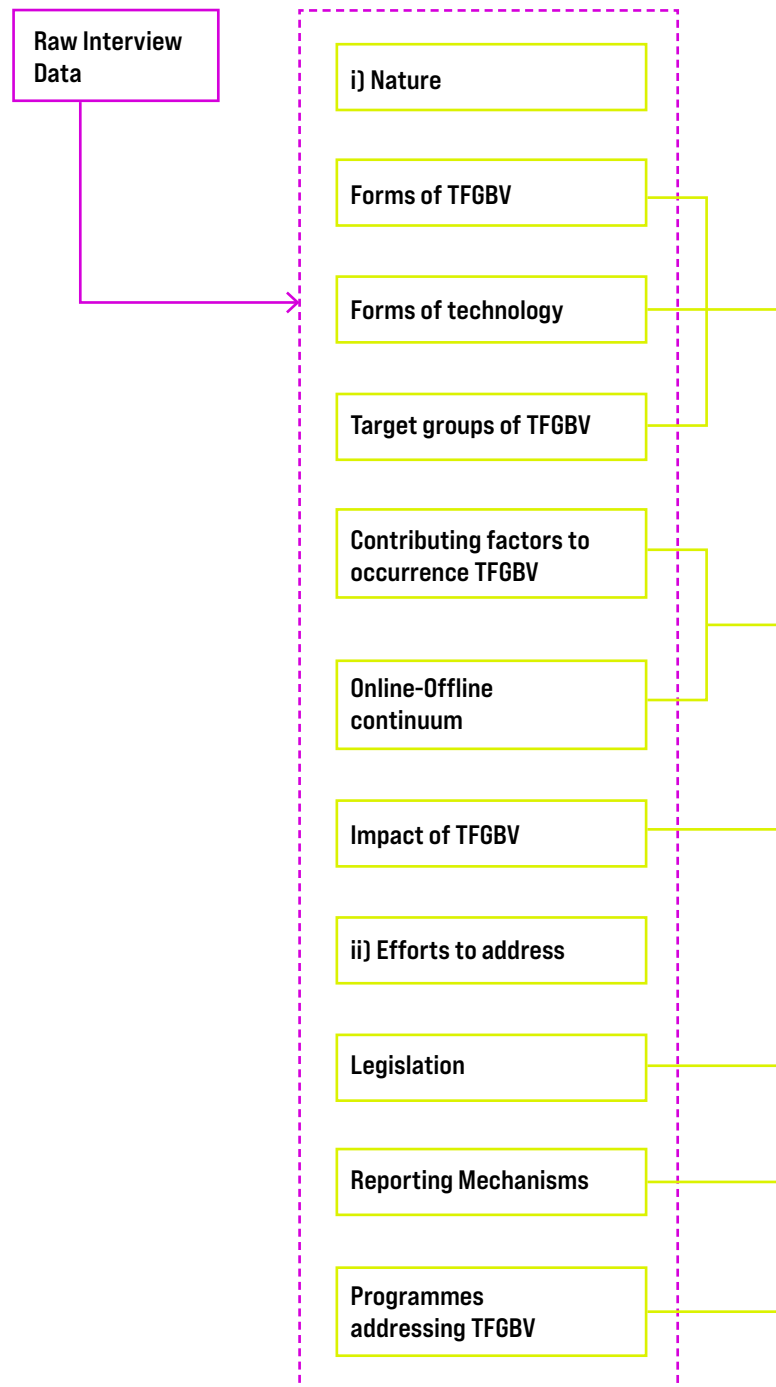 Raw Interview
Data
i) Nature
Forms of TFGBV
Forms of technology
Target groups of TFGBV
Contributing factors to
occurrence TFGBV
Online-Offline
continuum
Impact of TFGBV
ii) Efforts to address
Legislation
Reporting Mechanisms
Programmes
addressing TFGBV